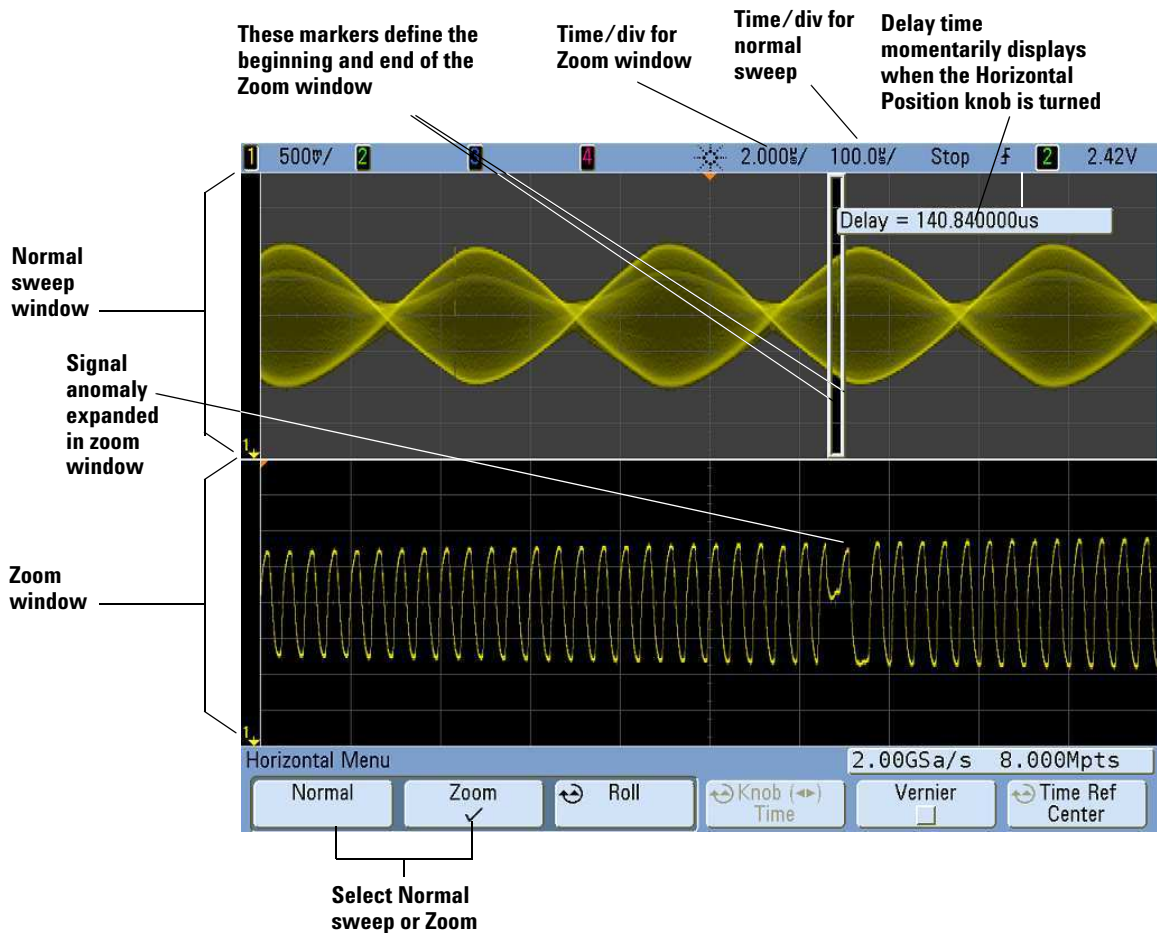 These markers define the
beginning and end of the
Zoom window
Time/div for
Zoom window
Time/div for
normal
sweep
Delay time
momentarily displays
when the Horizontal
Position knob is turned
1 500mV/ 2 3 4 2.000us/ 100.0us/ Stop 2 2.42V
Delay = 140.840000us
Normal
sweep
window
Signal
anomaly
expanded
in zoom
window
1
Zoom
window
1
Horizontal Menu
2.00GSa/s 8.000Mpts
Normal
Zoom
Roll
Knob (◄►)
Time
Vernier
Time Ref
Center
Select Normal
sweep or Zoom